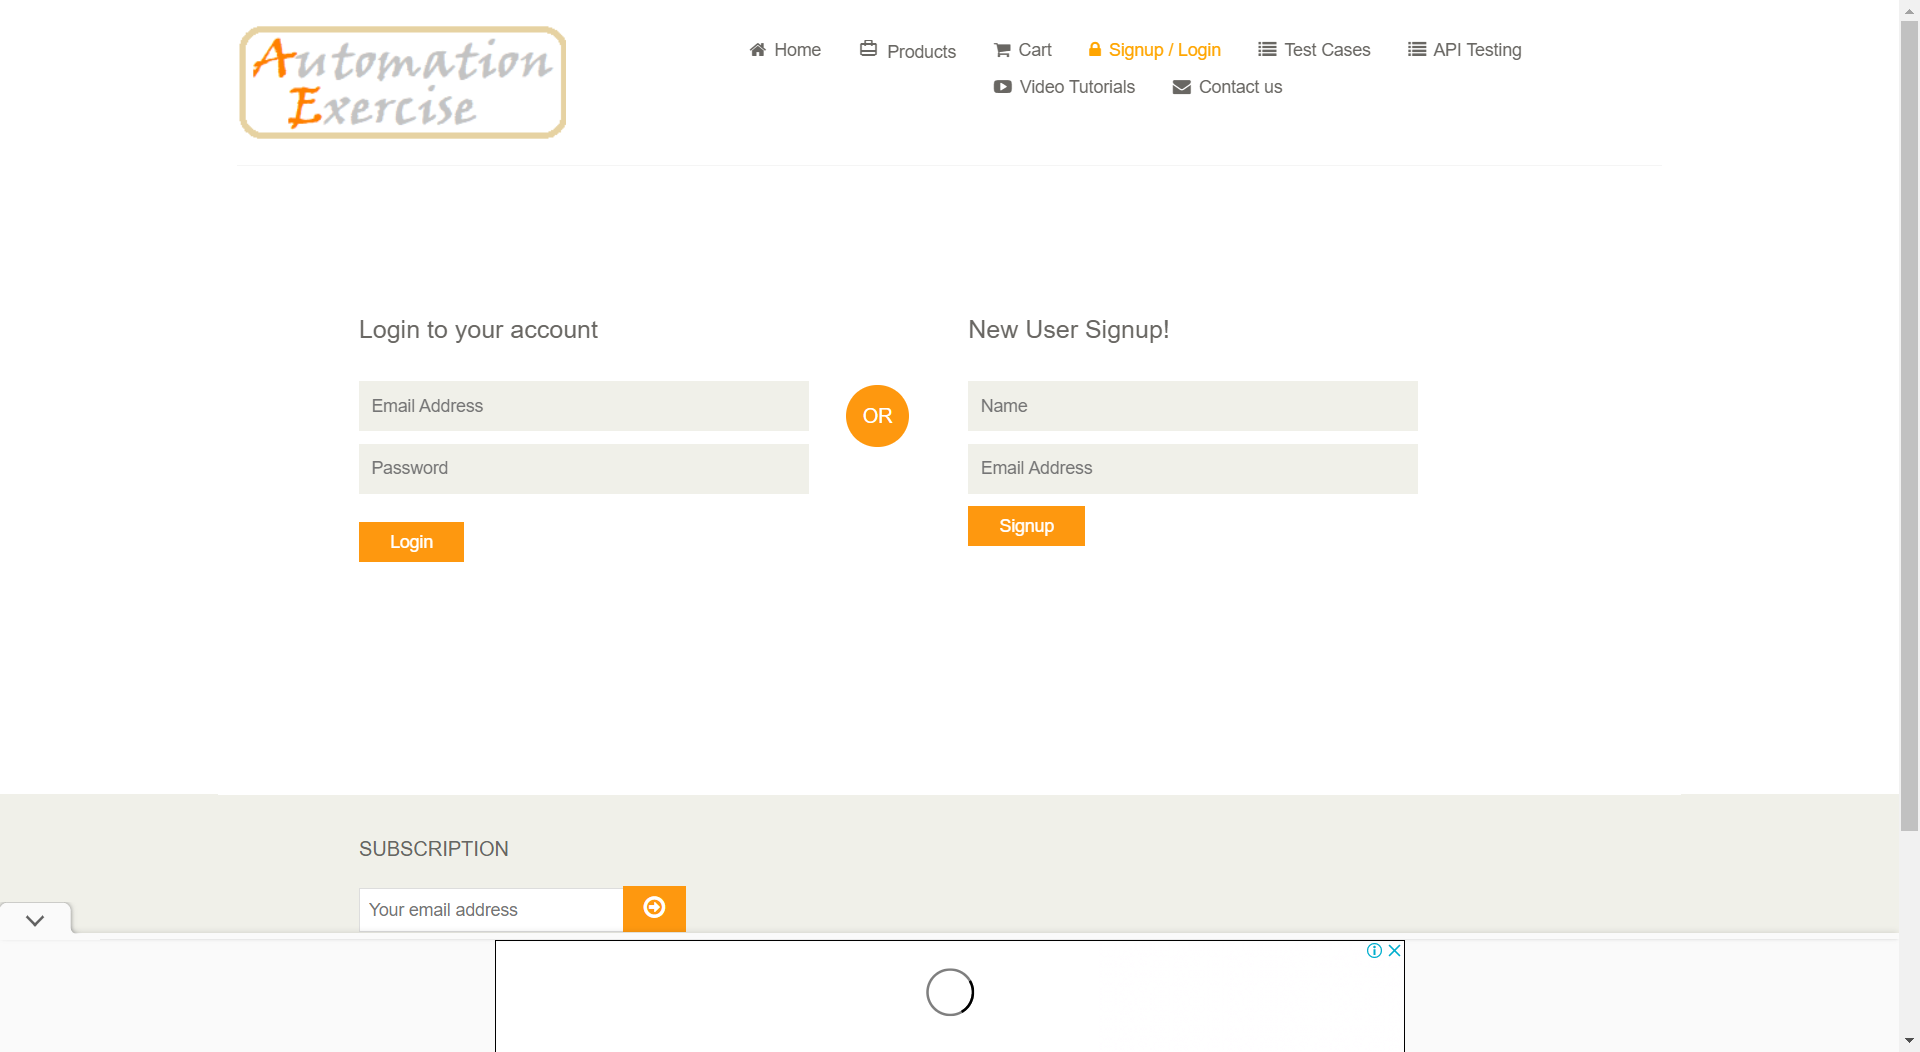 Automation
Exercise
Home
Products
Cart
Signup / Login
Test Cases
API Testing
Video Tutorials
Contact us
Login to your account
New User Signup!
Email Address
Password
OR
Name
Email Address
Login
Signup
SUBSCRIPTION
Your email address